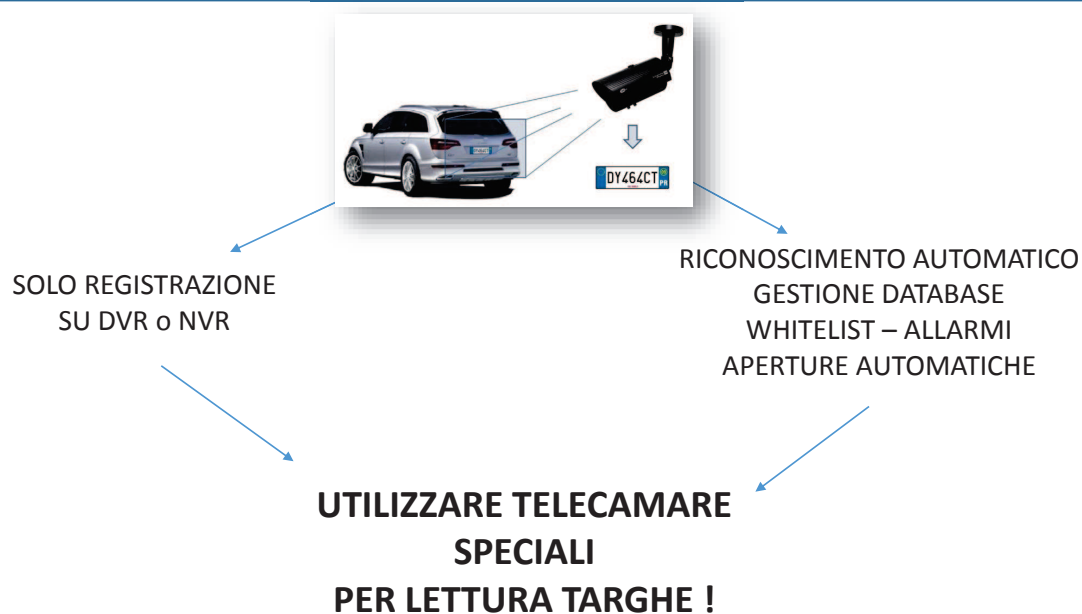 DY464CT
PR
SOLO REGISTRAZIONE
SU DVR o NVR
RICONOSCIMENTO AUTOMATICO
GESTIONE DATABASE
WHITELIST – ALLARMI
APERTURE AUTOMATICHE
UTILIZZARE TELECAMARE
SPECIALI
PER LETTURA TARGHE !